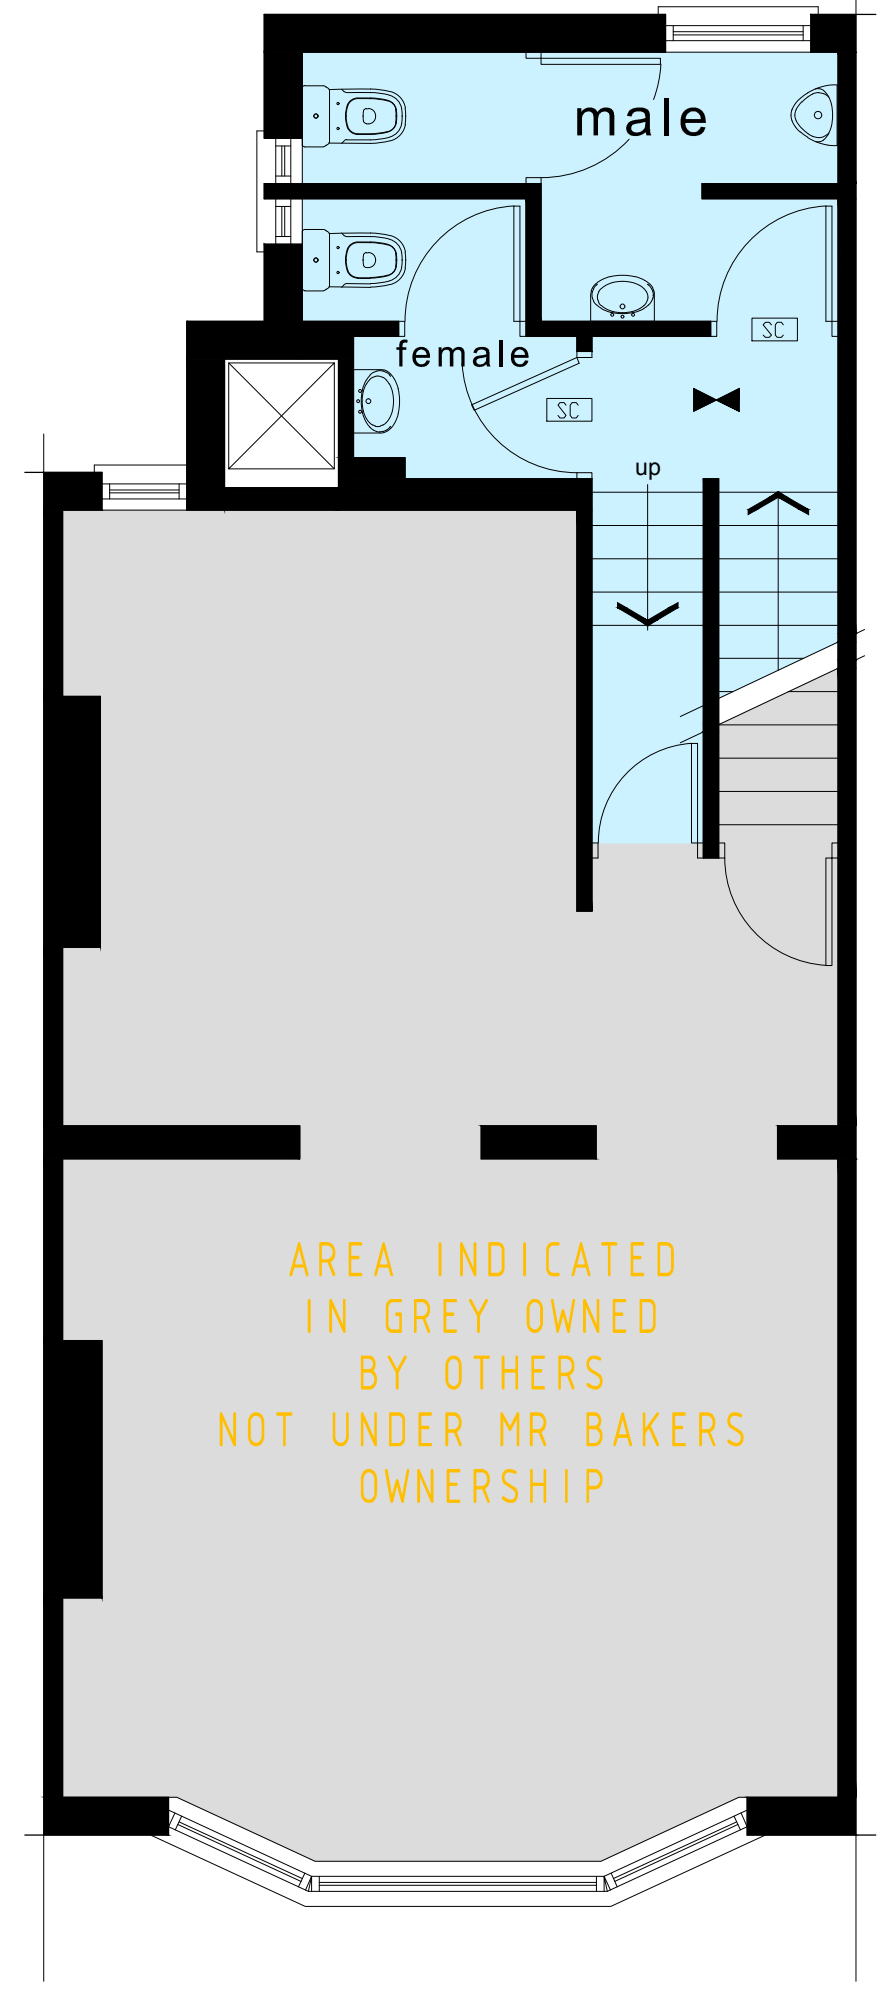 male
SC
female
SC
up
AREA INDICATED
IN GREY OWNED
BY OTHERS
NOT UNDER MR BAKERS
OWNERSHIP